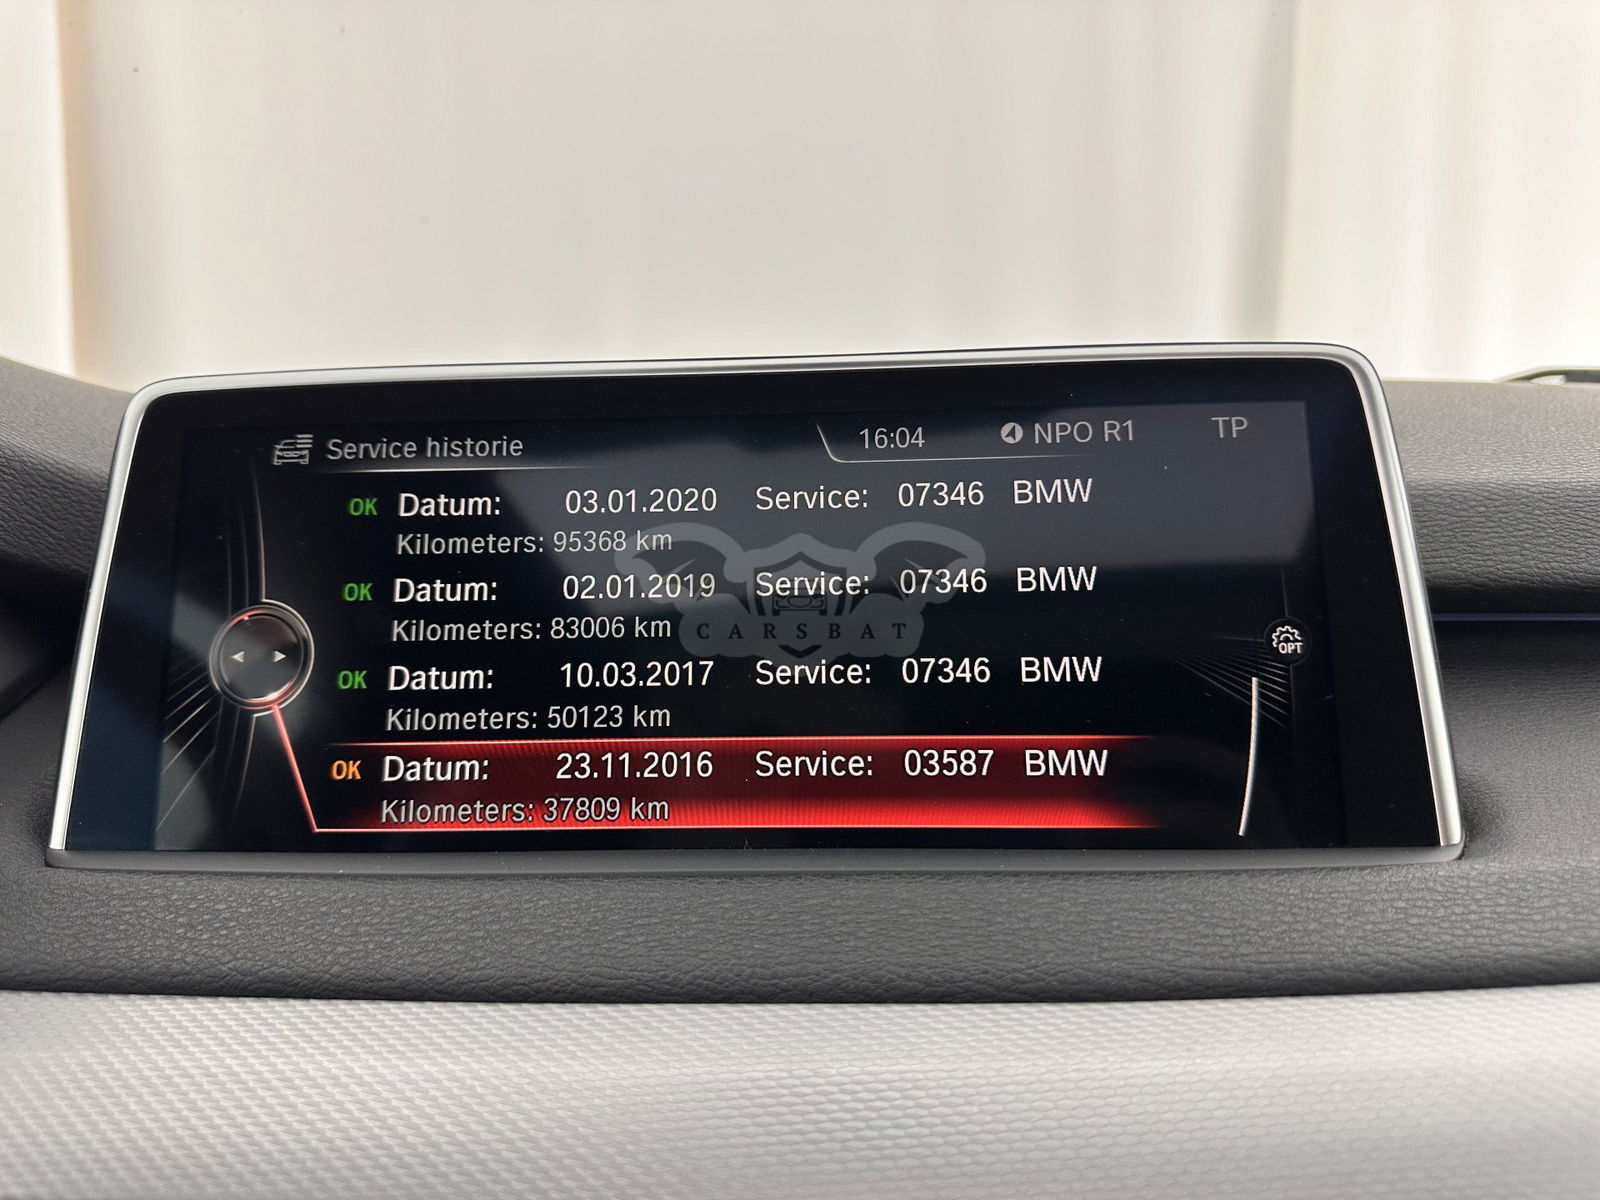 Service historie
16:04 NPO R1 TP
OK Datum: 03.01.2020 Service: 07346 BMW
Kilometers: 95368 km
OK Datum: 02.01.2019 Service: 07346 BMW
Kilometers: 83006 km
CARSBAT
OPT
OK Datum: 10.03.2017 Service: 07346 BMW
Kilometers: 50123 km
OK Datum: 23.11.2016 Service: 03587 BMW
Kilometers: 37809 km